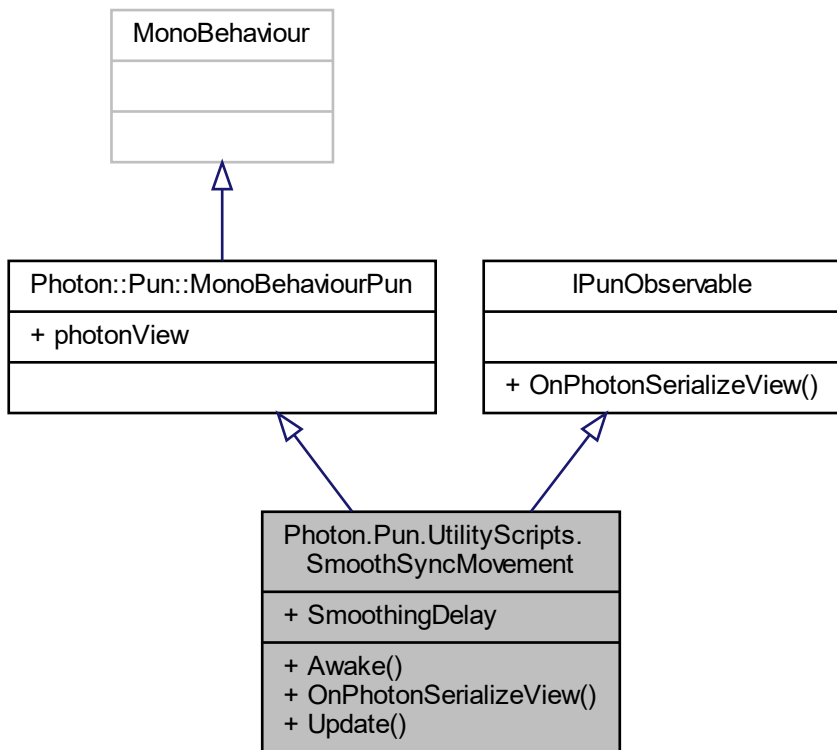 MonoBehaviour
Photon::Pun::MonoBehaviourPun
+ photonView
IPunObservable
+ OnPhotonSerializeView()
Photon.Pun.UtilityScripts.
SmoothSyncMovement
+ SmoothingDelay
+ Awake()
+ OnPhotonSerializeView()
+ Update()